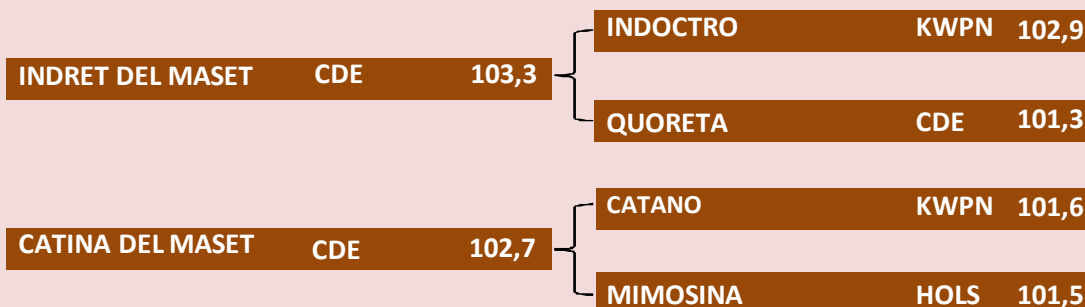 INDOCTRO KWPN 102,9
INDRET DEL MASET CDE 103,3
QUORETA CDE 101,3
CATANO KWPN 101,6
CATINA DEL MASET CDE 102,7
MIMOSINA HOLS 101,5